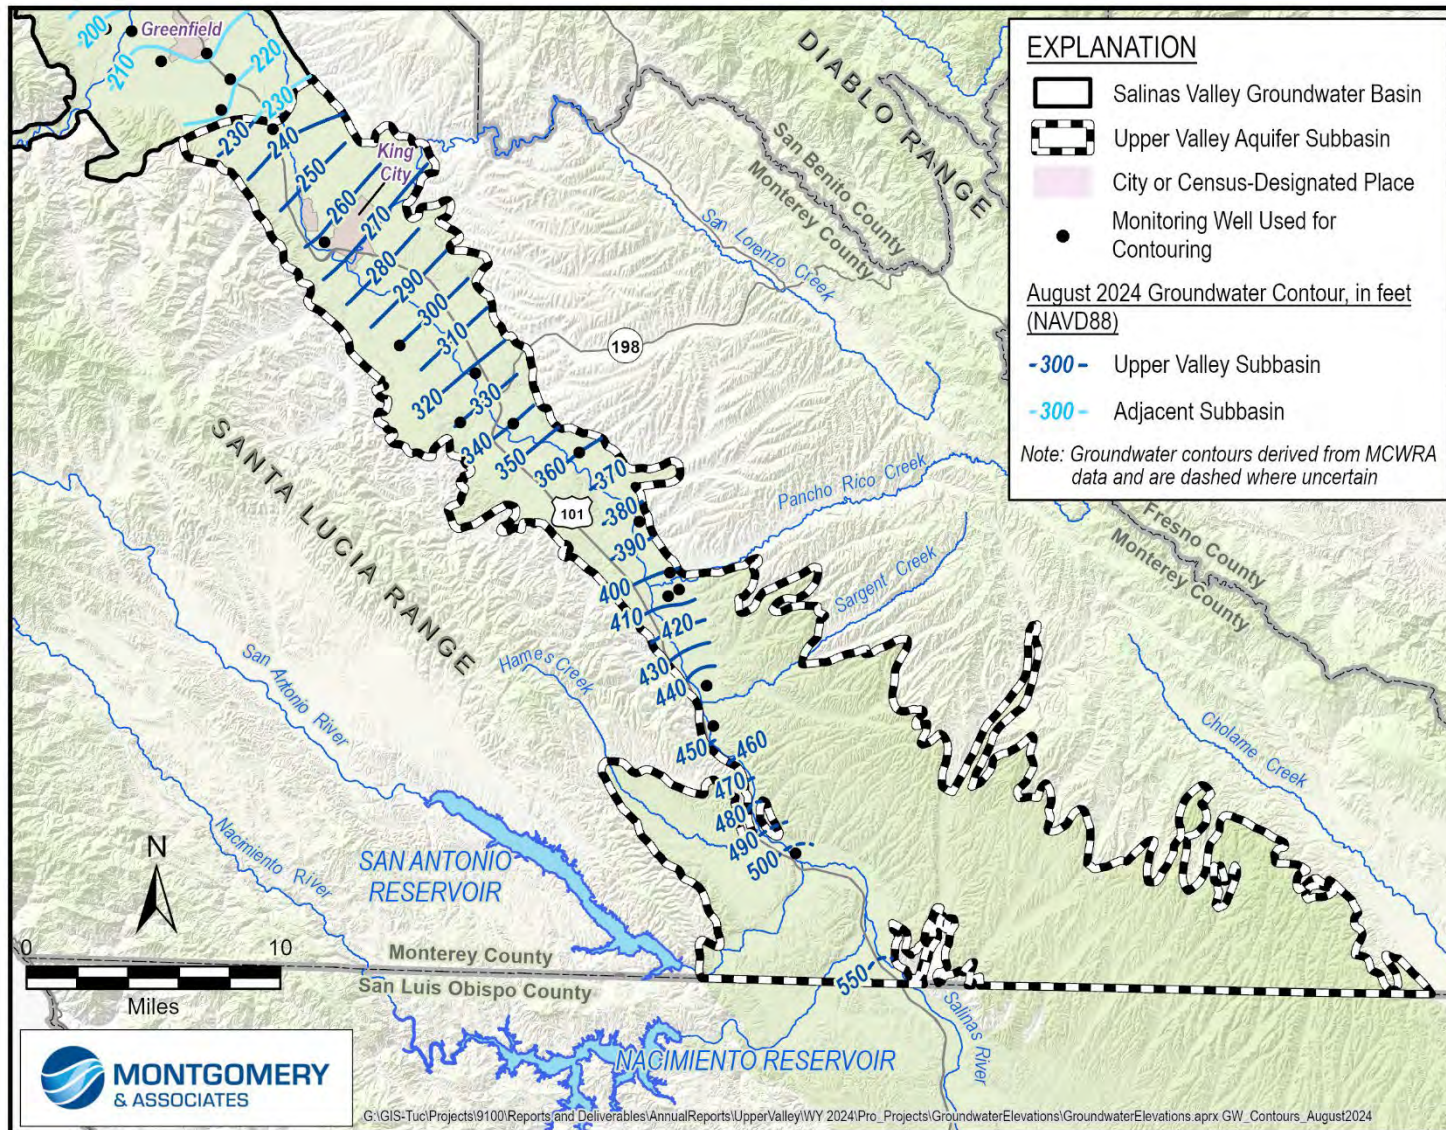 EXPLANATION
Salinas Valley Groundwater Basin
Upper Valley Aquifer Subbasin
City or Census-Designated Place
Monitoring Well Used for
Contouring
August 2024 Groundwater Contour, in feet
(NAVD88)
-300- Upper Valley Subbasin
-300- Adjacent Subbasin
Note: Groundwater contours derived from MCWRA
data and are dashed where uncertain
Greenfield
200
210
220
230
230
240
250
King
City
260
270
280
290
300
310
320
330
340
350
360
370
380
390
400
410
420
430
440
450
460
470
480
490
500
550
DIABLO RANGE
San Benito County
Monterey County
San Lorenzo Creek
198
101
SANTA LUCIA RANGE
Pancho Rico Creek
Sargent Creek
Fresno County
Monterey County
Hames Creek
San Antonio River
Nacimiento River
Cholame Creek
SAN ANTONIO
RESERVOIR
Monterey County
San Luis Obispo County
NACIMIENTO RESERVOIR
Salinas River
N
0 10
Miles
MONTGOMERY
& ASSOCIATES
G:\GIS-Tuc\Projects\9100\Reports and Deliverables\AnnualReports\UpperValley\WY 2024\Pro_Projects\GroundwaterElevations\GroundwaterElevations.aprx GW_Contours_August2024